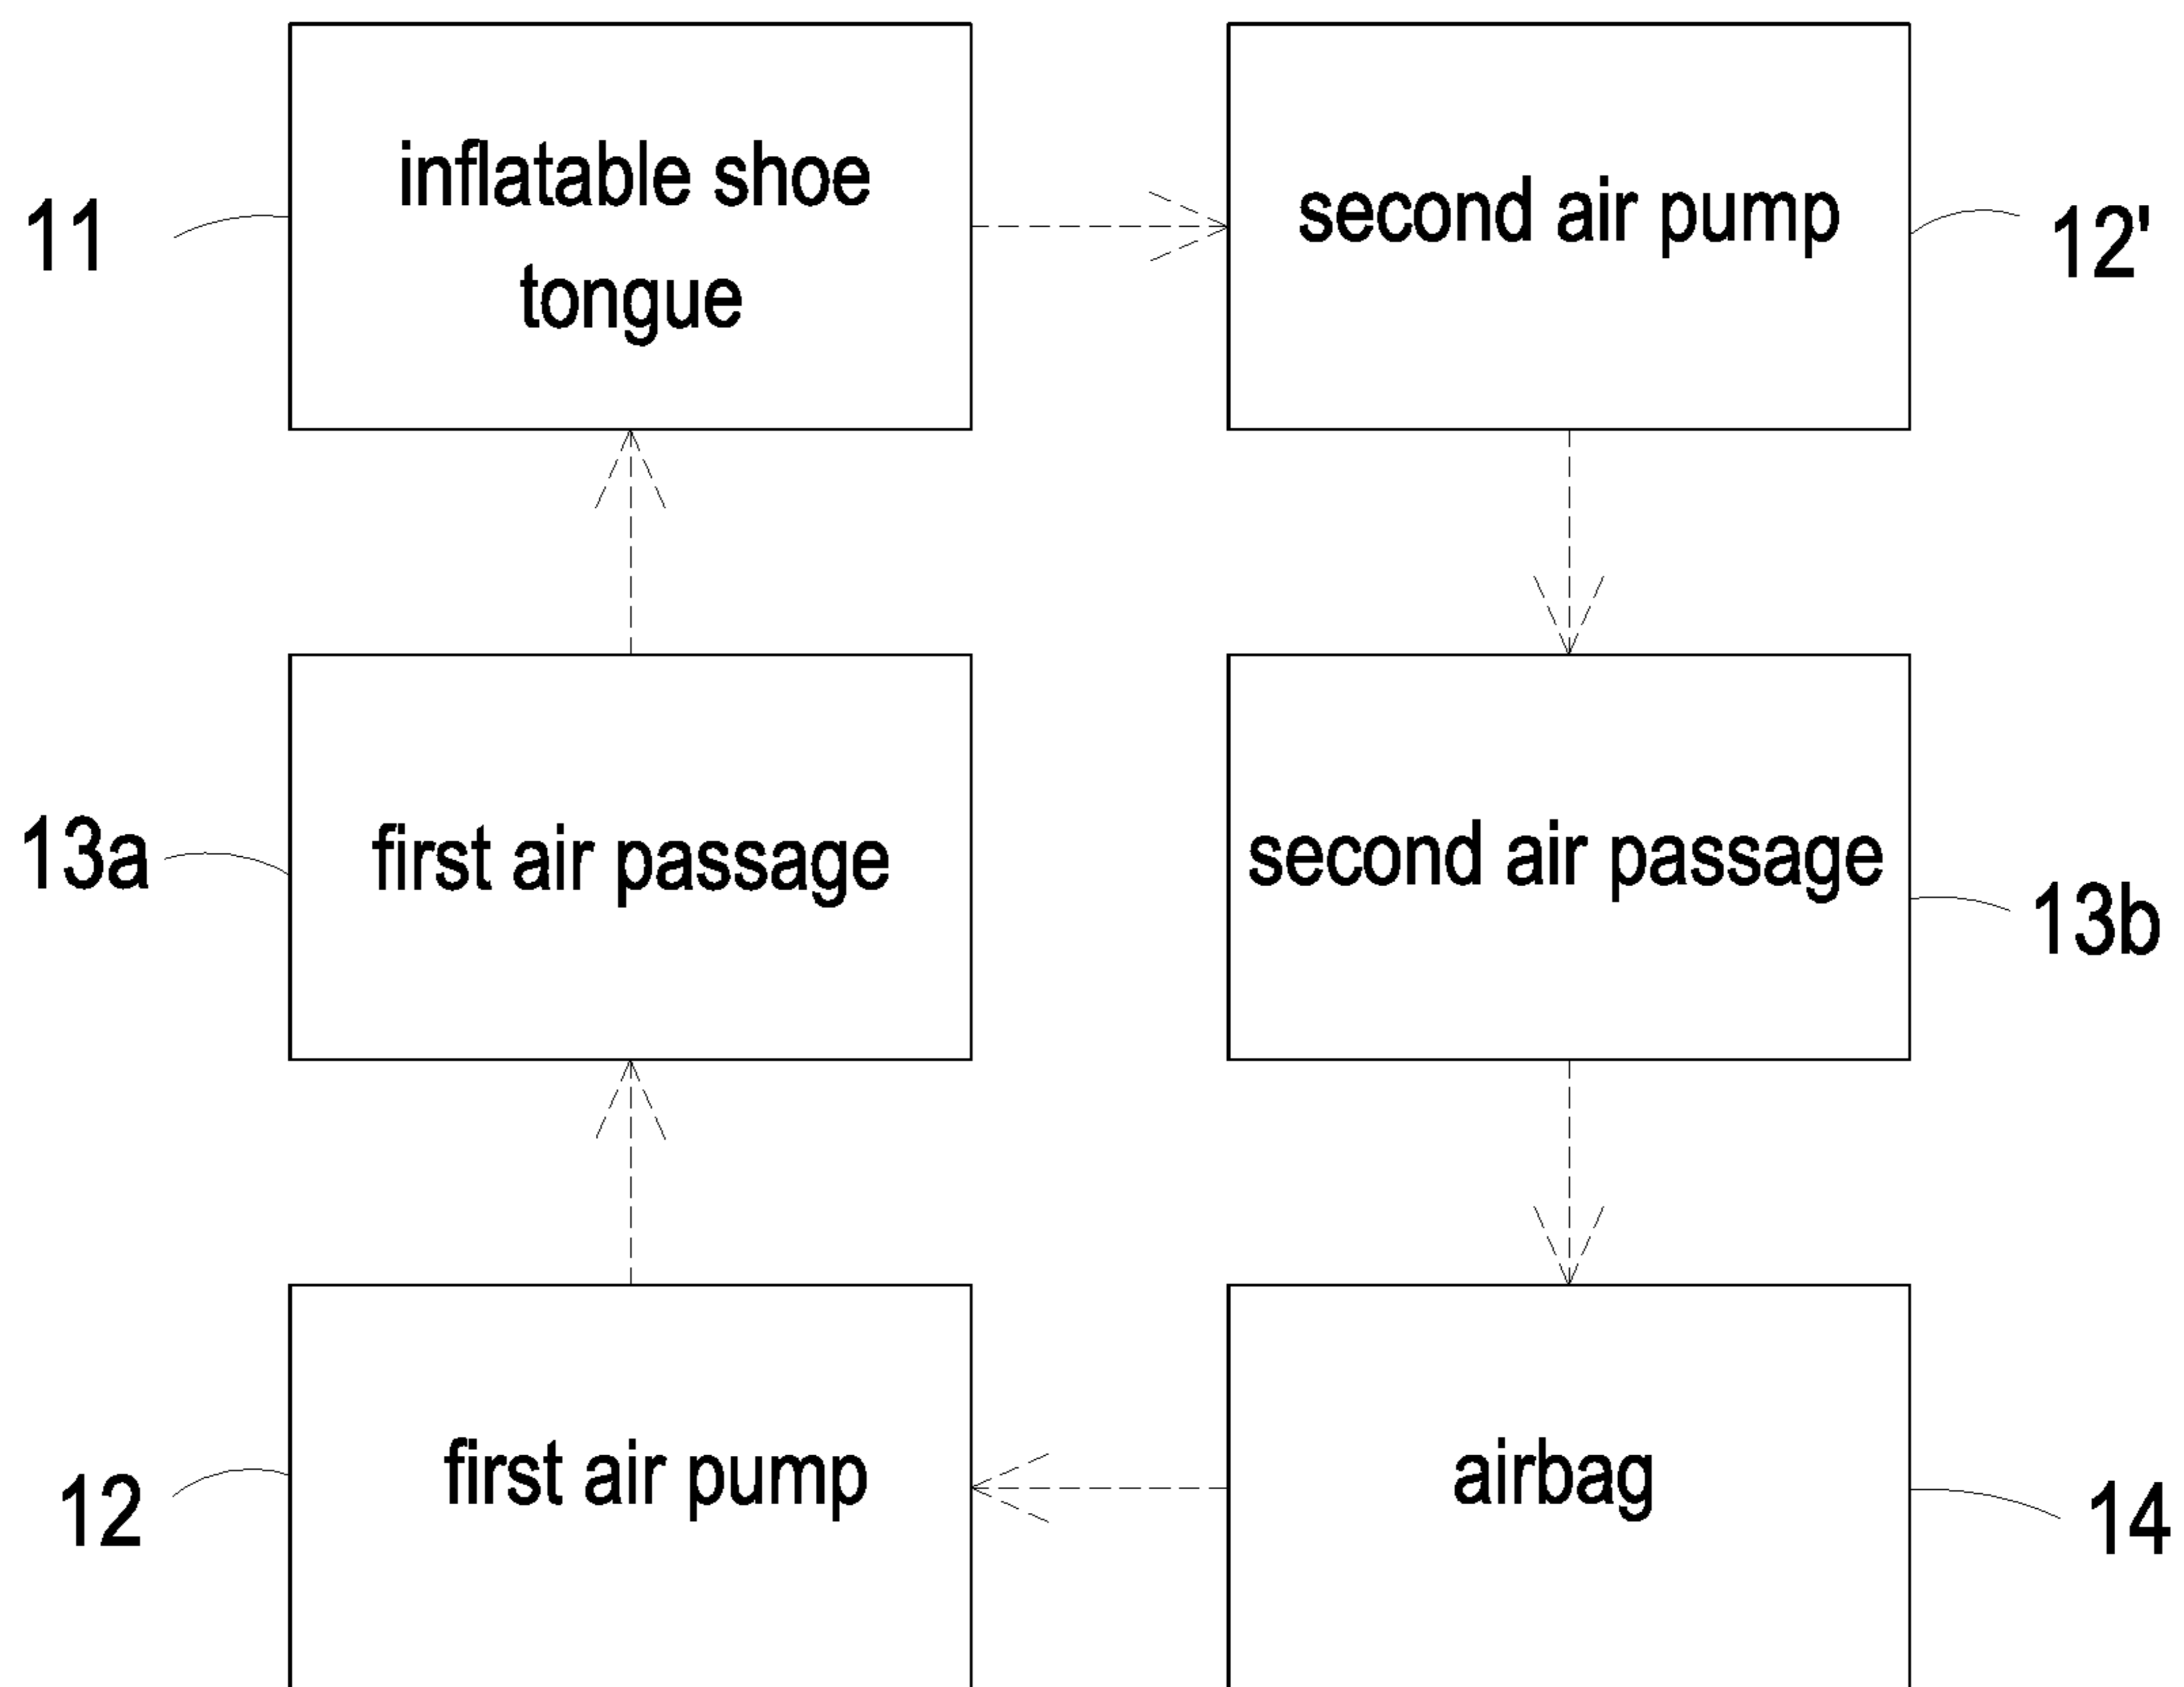 inflatable shoe
tongue
11
second air pump
12'
first air passage
13a
second air passage
13b
first air pump
12
airbag
14